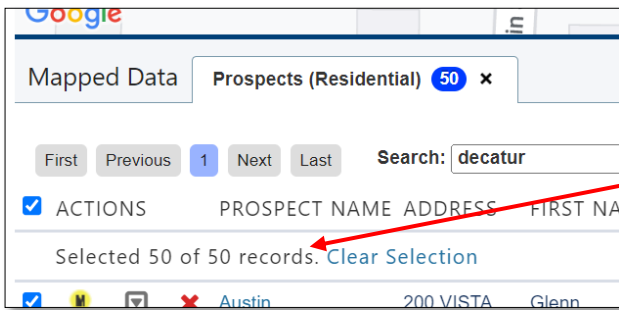 Google
in
Mapped Data Prospects (Residential) 50 ×
First Previous 1 Next Last Search: decatur
ACTIONS PROSPECT NAME ADDRESS FIRST NA
Selected 50 of 50 records. Clear Selection
M Austin 200 VISTA Glenn